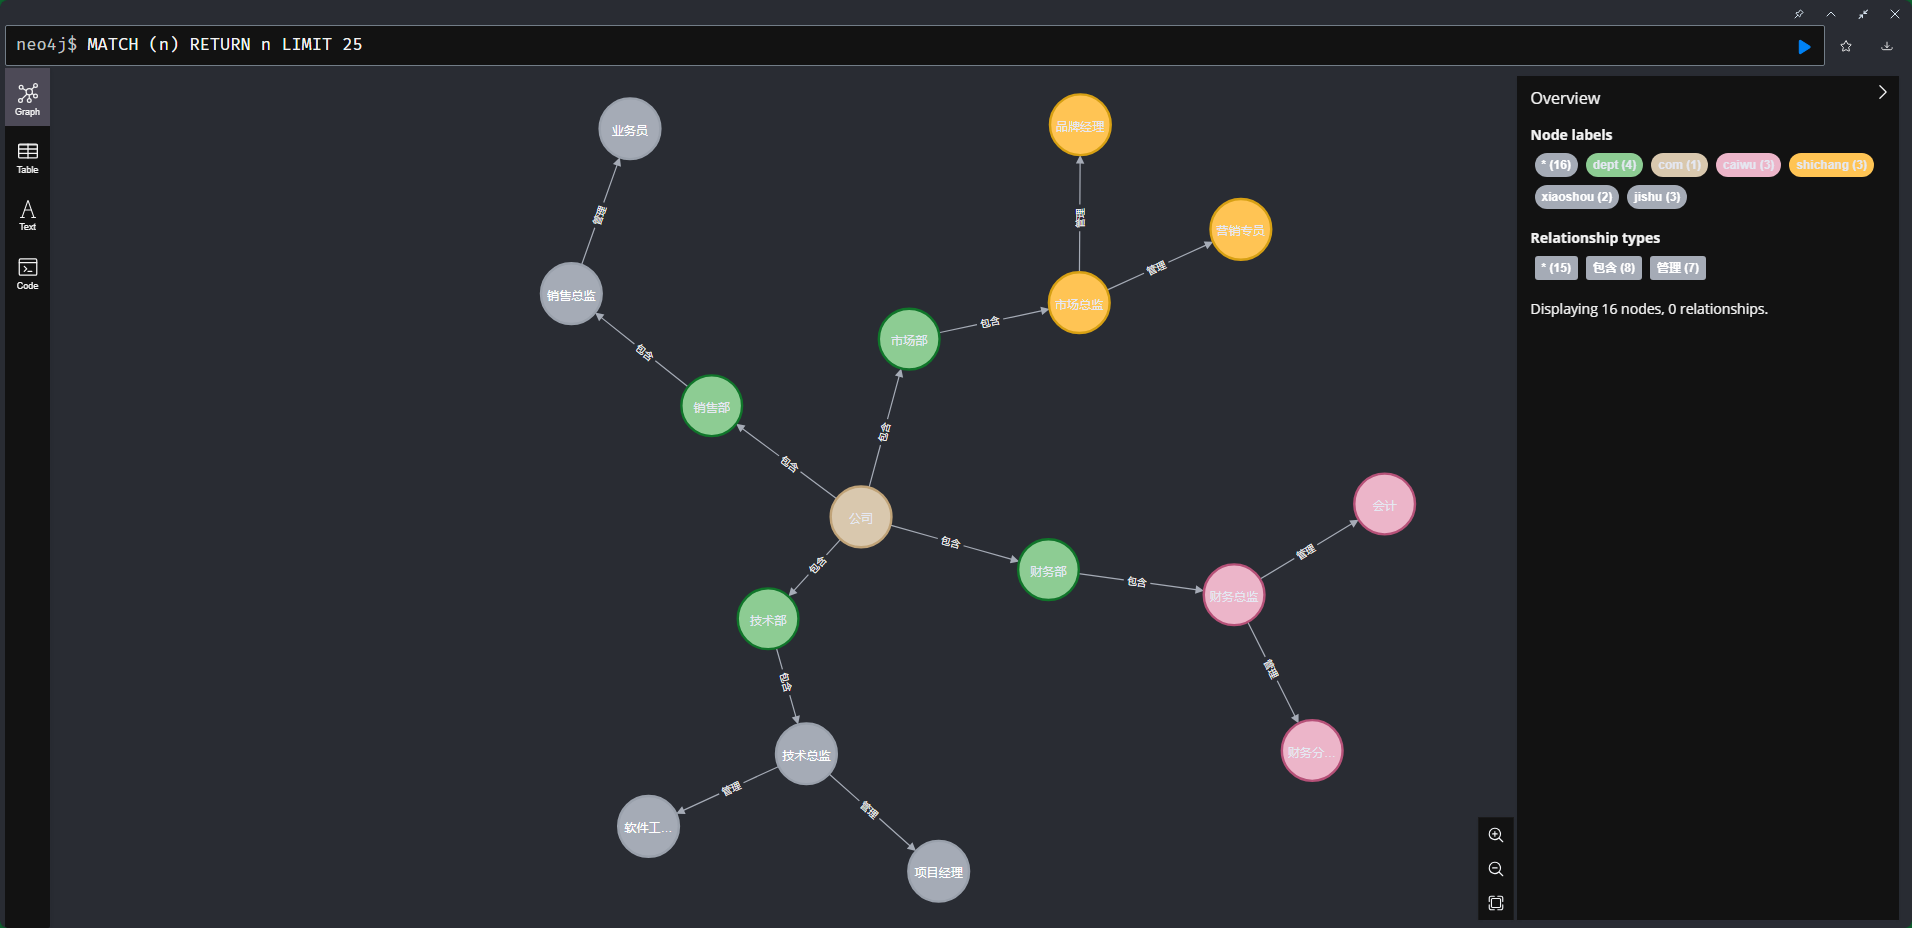 neo4j$ MATCH (n) RETURN n LIMIT 25
Graph
Table
Text
Code
业务员
管理
销售总监
包含
销售部
包含
品牌经理
管理
营销专员
管理
市场总监
包含
市场部
包含
公司
包含
财务部
包含
财务总监
管理
会计
管理
财务分...
包含
技术部
包含
技术总监
管理
软件工...
管理
项目经理
Overview
Node labels
* (16) dept (4) com (1) caiwu (3) shichang (3)
xiaoshou (2) jishu (3)
Relationship types
* (15) 包含 (8) 管理 (7)
Displaying 16 nodes, 0 relationships.